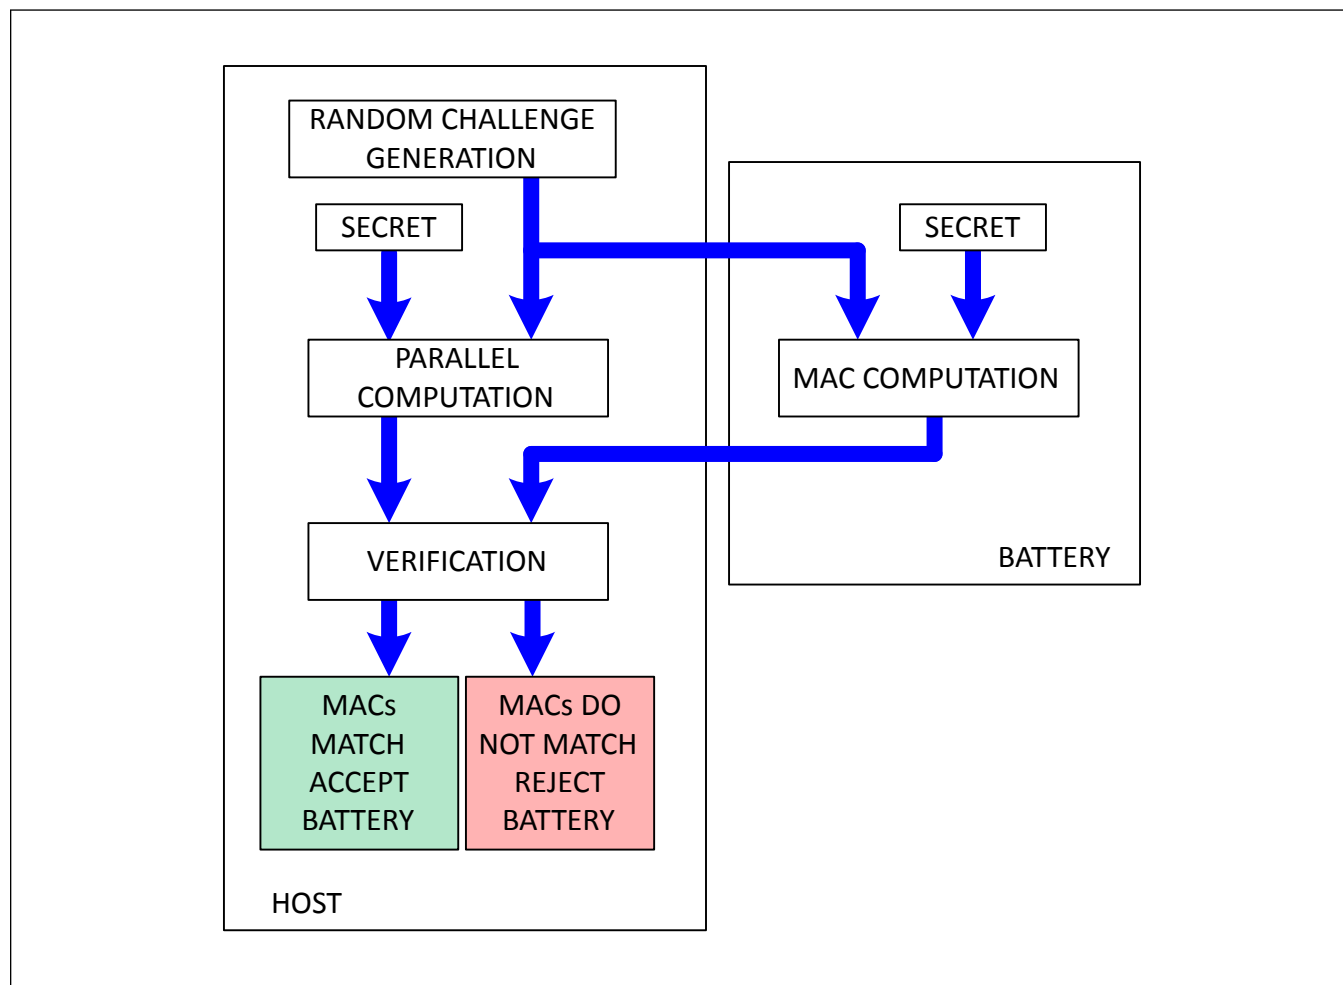 RANDOM CHALLENGE
GENERATION
SECRET
SECRET
PARALLEL
COMPUTATION
MAC COMPUTATION
VERIFICATION
BATTERY
MACs
MATCH
ACCEPT
BATTERY
MACs DO
NOT MATCH
REJECT
BATTERY
HOST